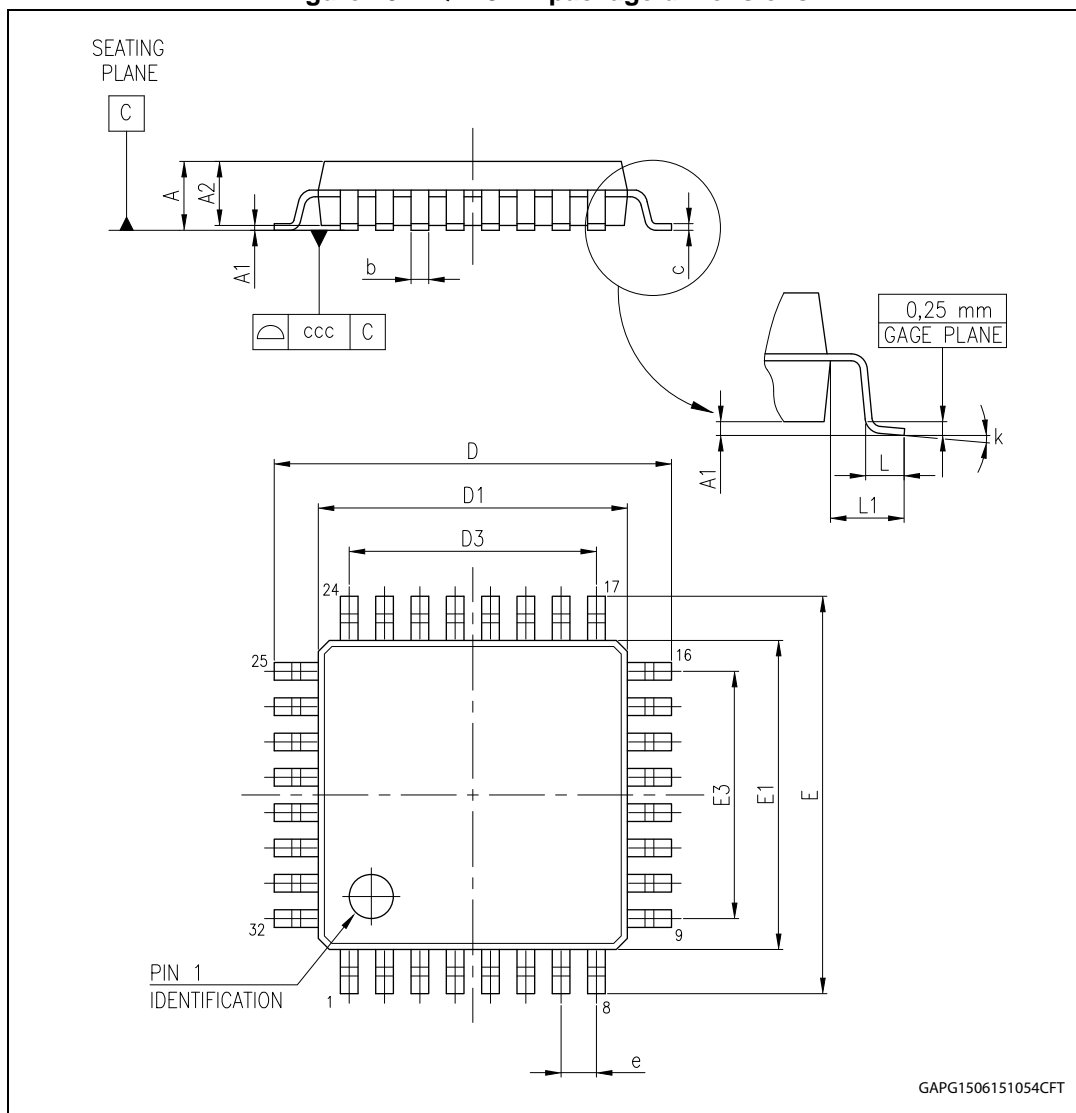 package
SEATING
PLANE
C
A
A2
A1
b
c
ccc C
0,25 mm
GAGE PLANE
k
A1
L
L1
D
D1
D3
24
17
25
16
E3
E1
E
32
9
PIN 1
IDENTIFICATION
1
8
e
GAPG1506151054CFT